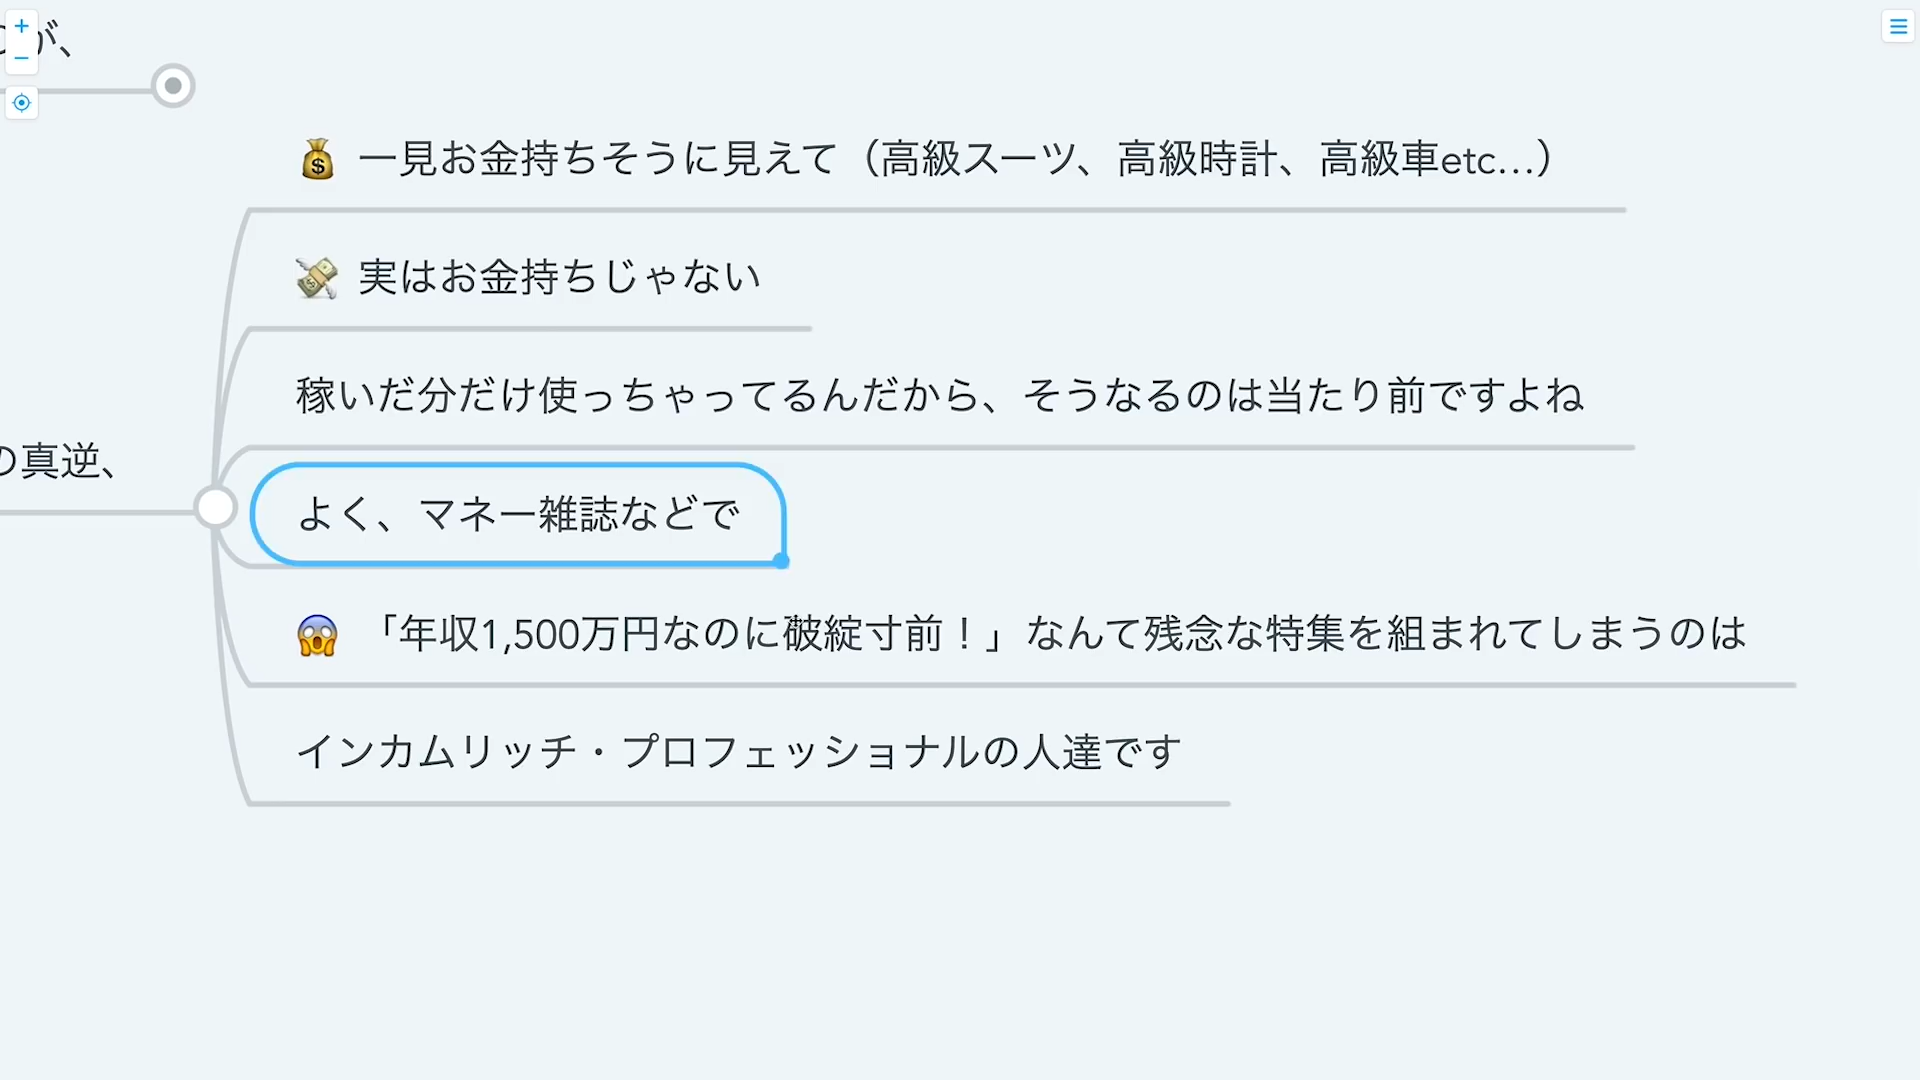 が、
💰 一見お金持ちそうに見えて（高級スーツ、高級時計、高級車etc...）
💸 実はお金持ちじゃない
稼いだ分だけ使っちゃってるんだから、そうなるのは当たり前ですよね
の真逆、
よく、マネー雑誌などで
😱 「年収1,500万円なのに破綻寸前！」なんて残念な特集を組まれてしまうのは
インカムリッチ・プロフェッショナルの人達です